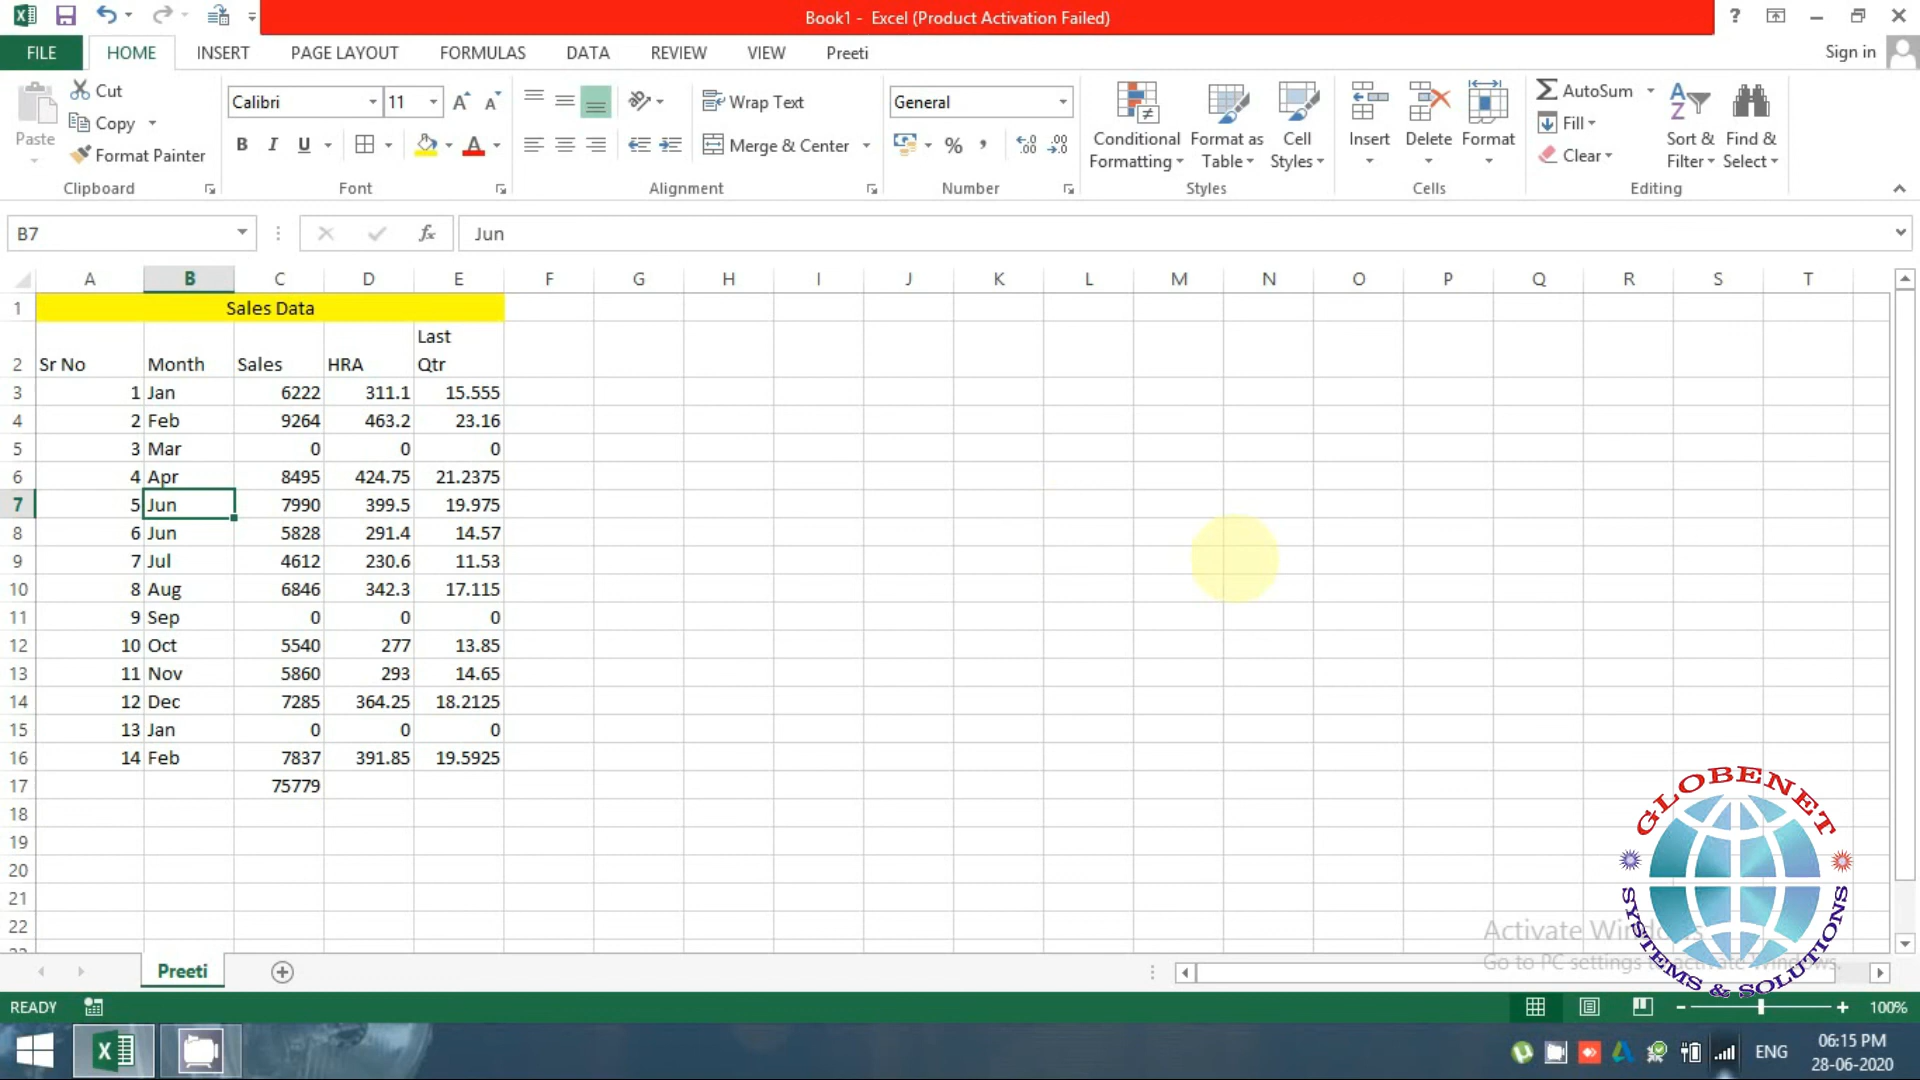 Book1 - Excel (Product Activation Failed)
?
FILE HOME INSERT PAGE LAYOUT FORMULAS DATA REVIEW VIEW Preeti Sign in
Cut
Copy
Format Painter
Paste
Clipboard
Calibri 11 A A
B I U A
Font
Wrap Text
Merge & Center
Alignment
General
% ,
Number
Conditional Formatting
Format as Table
Cell Styles
Styles
Insert Delete Format
Cells
AutoSum
Fill
Clear
Sort & Filter
Find & Select
Editing
B7 fx Jun
A B C D E F G H I J K L M N O P Q R S T
1 Sales Data
2 Sr No Month Sales HRA Last Qtr
3 1 Jan 6222 311.1 15.555
4 2 Feb 9264 463.2 23.16
5 3 Mar 0 0 0
6 4 Apr 8495 424.75 21.2375
7 5 Jun 7990 399.5 19.975
8 6 Jun 5828 291.4 14.57
9 7 Jul 4612 230.6 11.53
10 8 Aug 6846 342.3 17.115
11 9 Sep 0 0 0
12 10 Oct 5540 277 13.85
13 11 Nov 5860 293 14.65
14 12 Dec 7285 364.25 18.2125
15 13 Jan 0 0 0
16 14 Feb 7837 391.85 19.5925
17 75779
18
19
20
21
22
GLOBENET
SYSTEMS & SOLUTIONS
Activate Windows
Go to PC settings to activate Windows.
Preeti
READY 100%
ENG
06:15 PM
28-06-2020